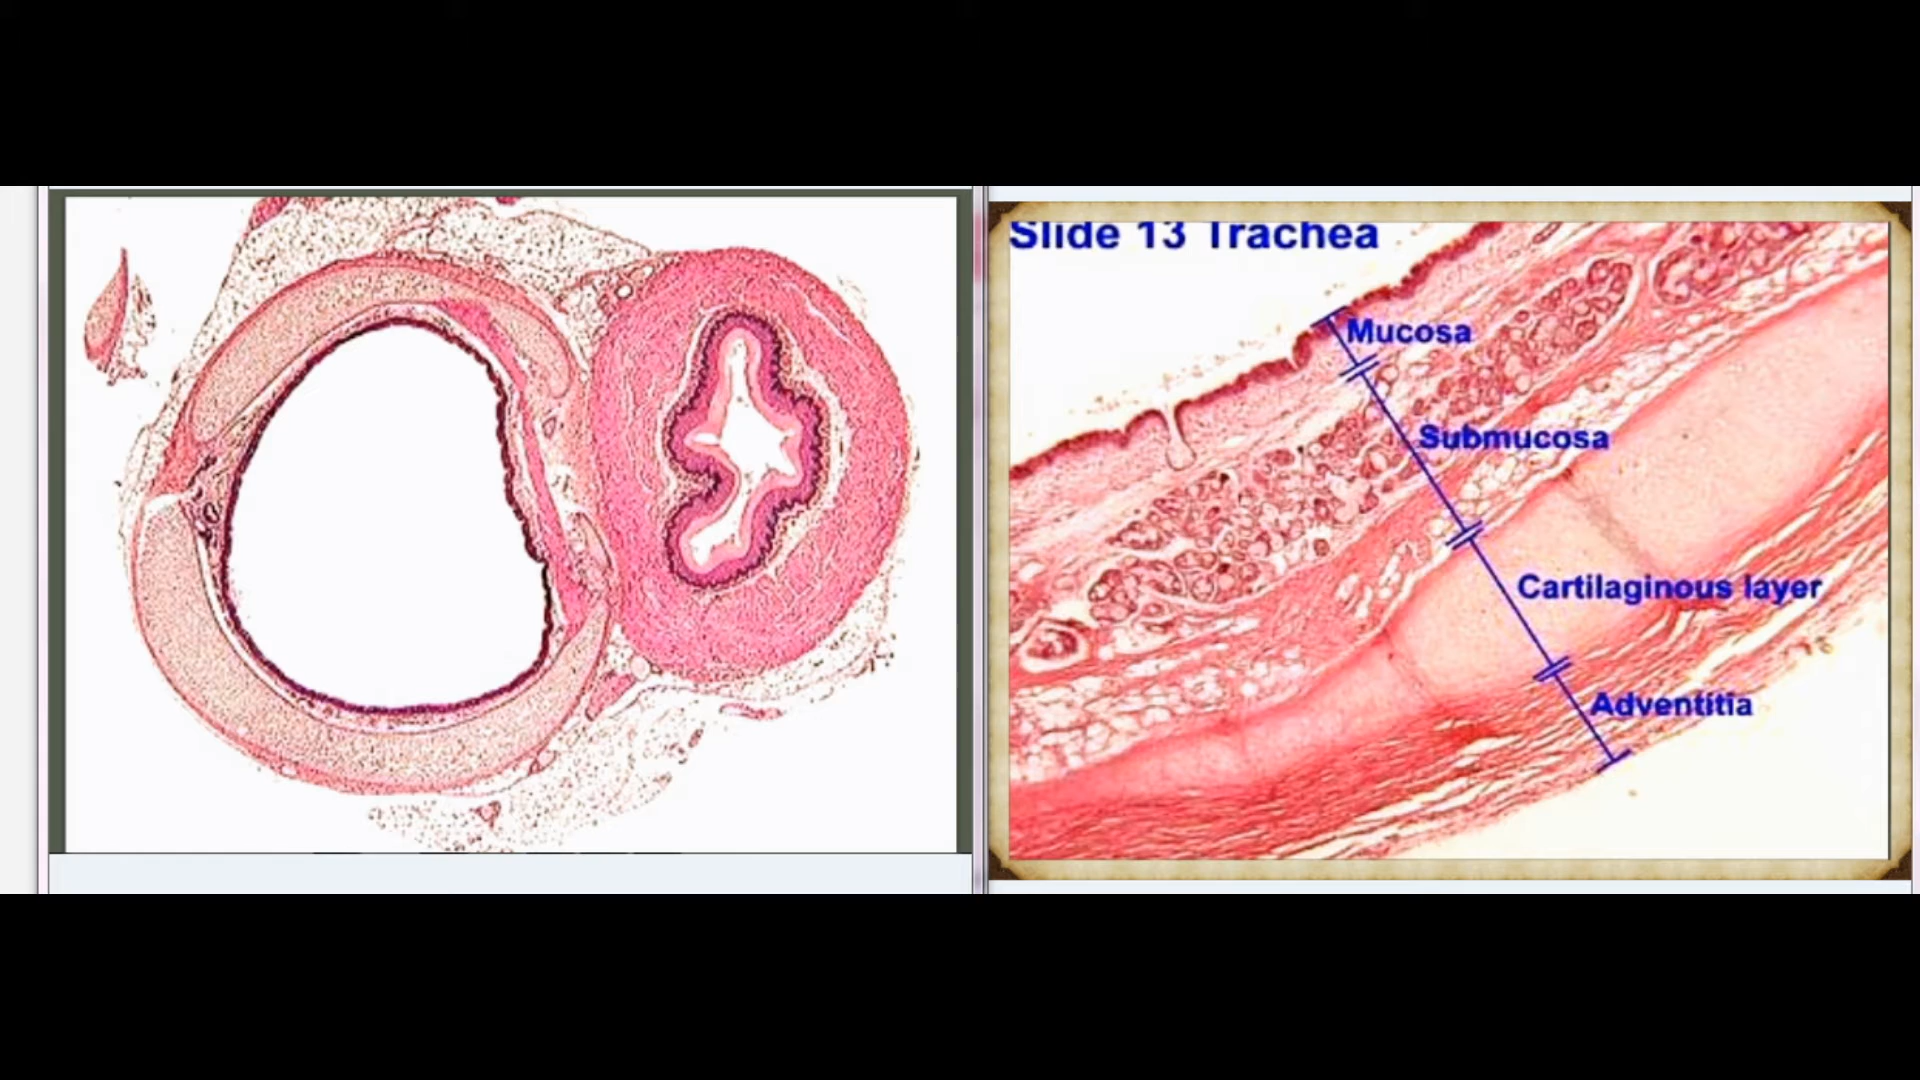 Slide 13 Trachea
Mucosa
Submucosa
Cartilaginous layer
Adventitia